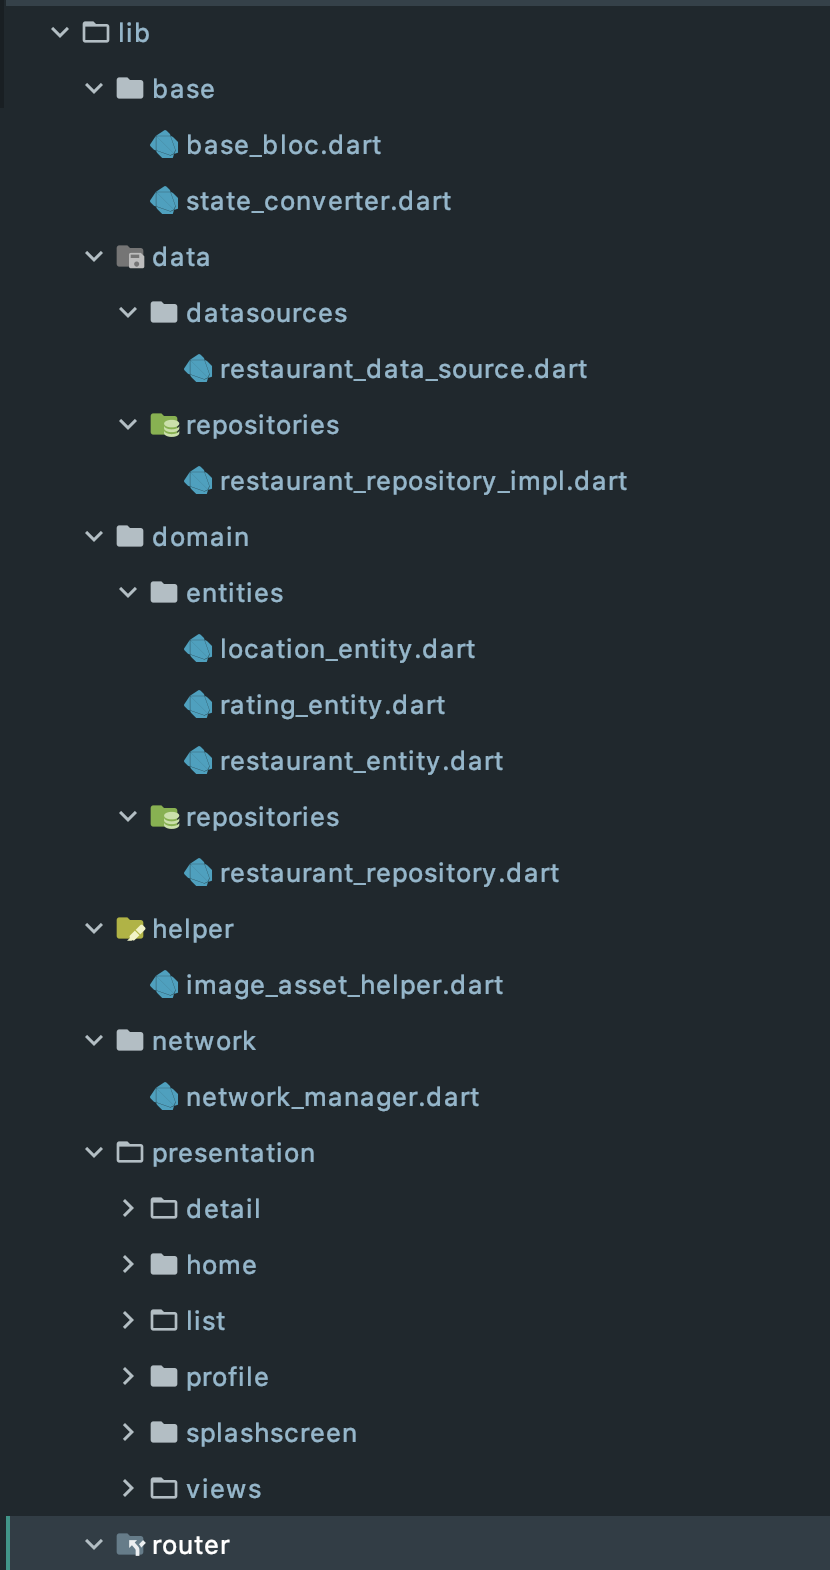 lib
base
base_bloc.dart
state_converter.dart
data
datasources
restaurant_data_source.dart
repositories
restaurant_repository_impl.dart
domain
entities
location_entity.dart
rating_entity.dart
restaurant_entity.dart
repositories
restaurant_repository.dart
helper
image_asset_helper.dart
network
network_manager.dart
presentation
detail
home
list
profile
splashscreen
views
router